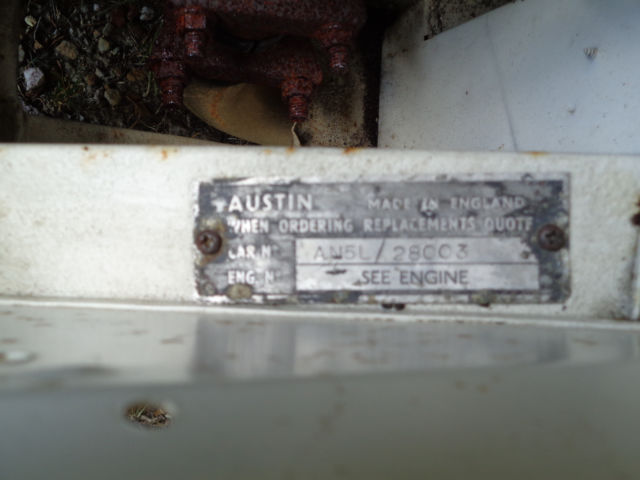 AUSTIN MADE IN ENGLAND
WHEN ORDERING REPLACEMENTS QUOTE
CAR No AN5L/28003
ENG. No SEE ENGINE